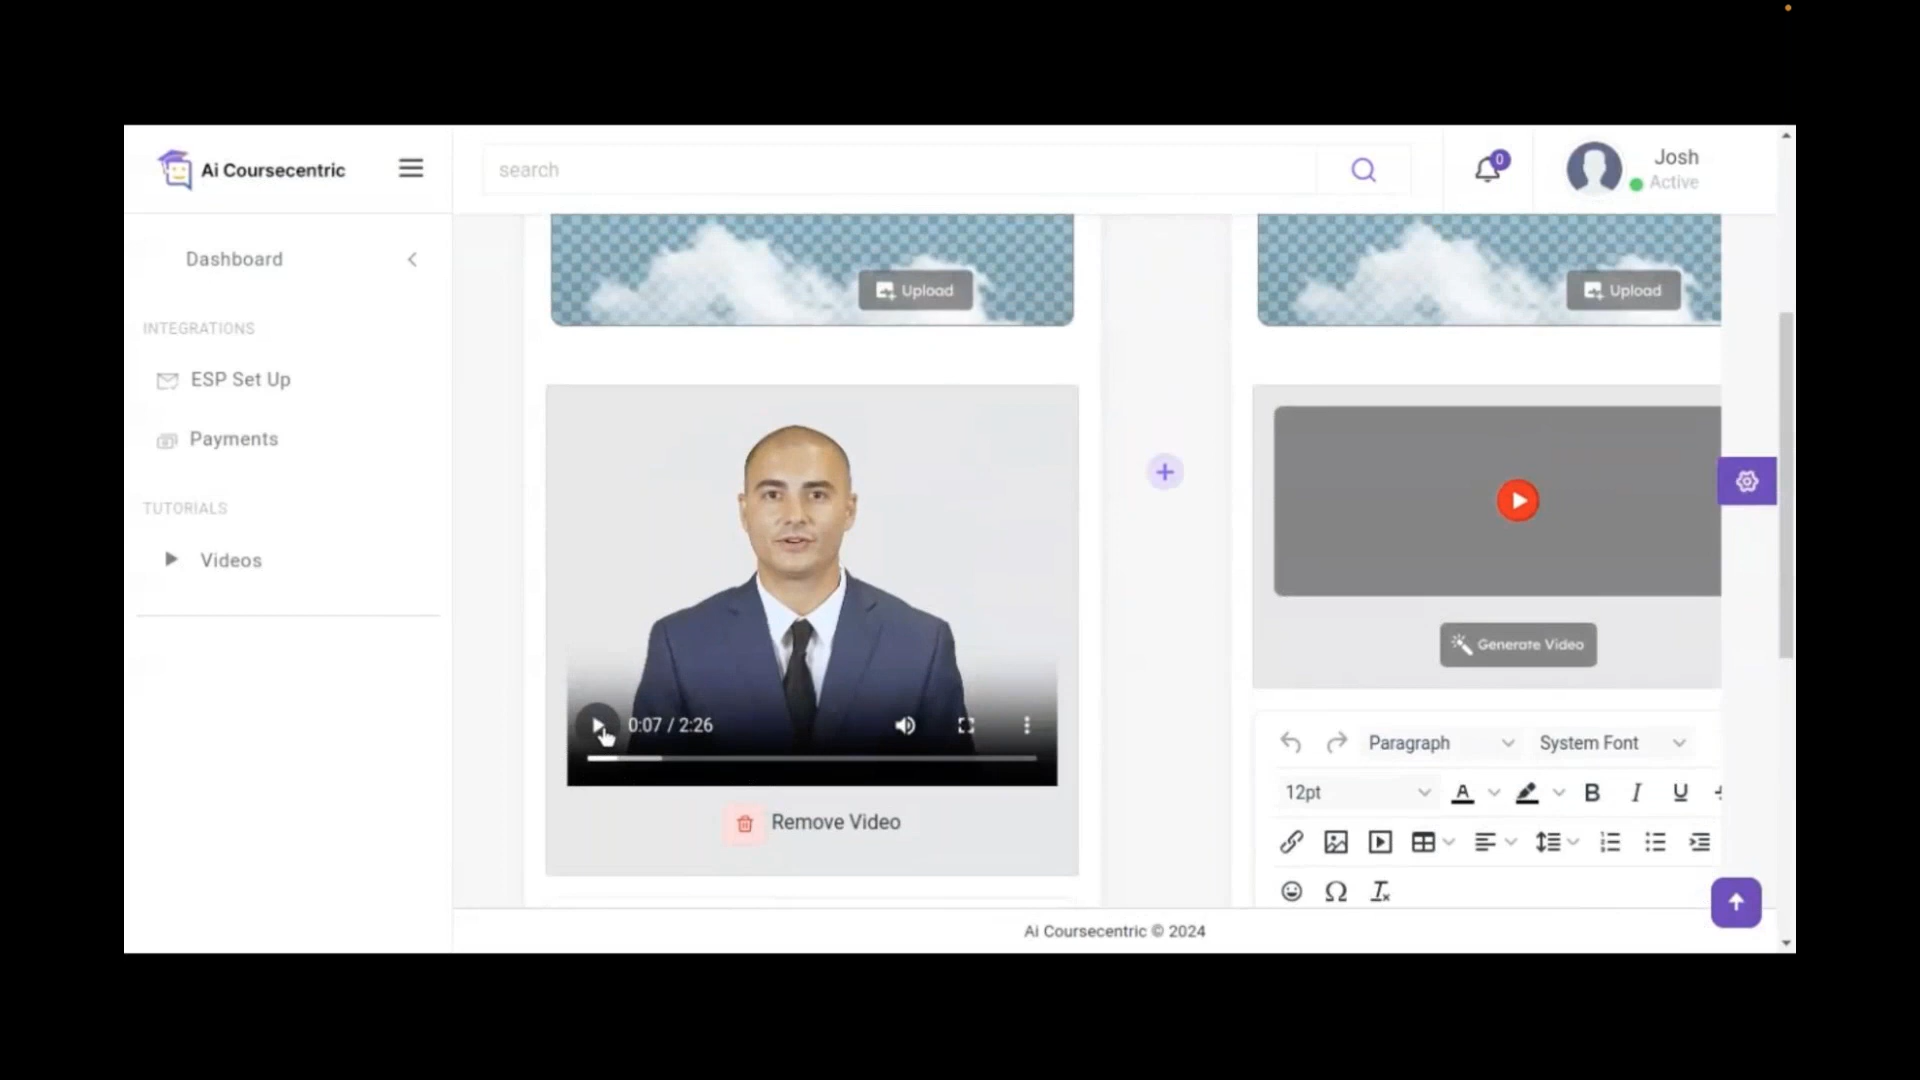 Ai Coursecentric
search
0
Josh
Active
Dashboard
INTEGRATIONS
ESP Set Up
Payments
TUTORIALS
Videos
Upload
Upload
0:07 / 2:26
Remove Video
Generate Video
Paragraph
System Font
12pt
Ai Coursecentric © 2024